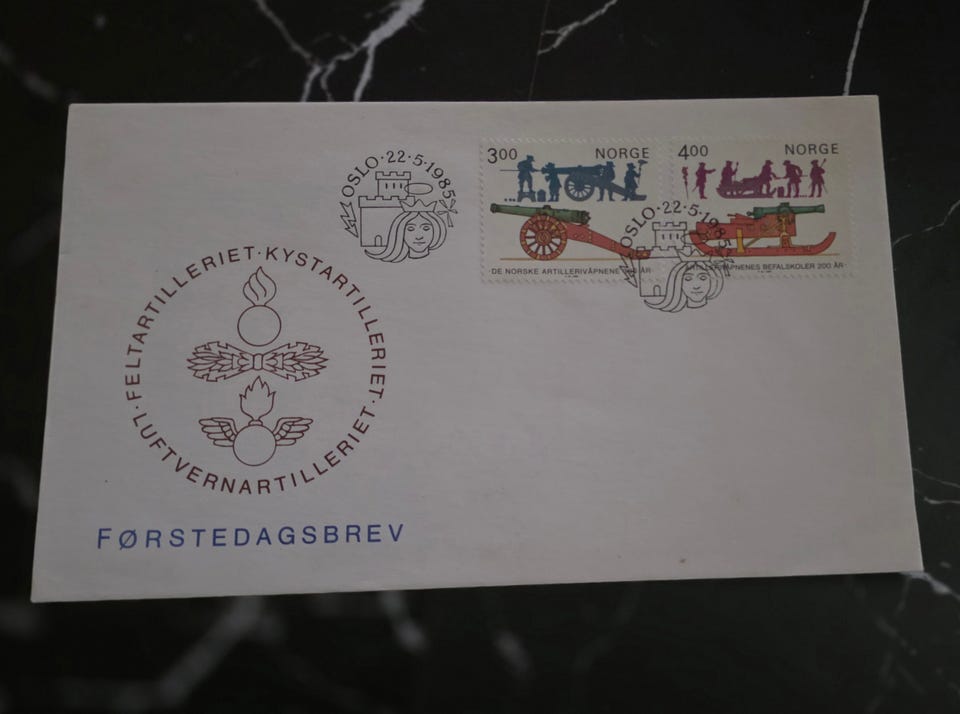 OSLO·22·5·1985
3,00 NORGE
DE NORSKE ARTILLERIVÅPNENE ÅR·
4,00 NORGE
BEFALSKOLER 200 ÅR·
OSLO·22·5·1985
·FELTARTILLERIET·KYSTARTILLERIET·
LUFTVERNARTILLERIET
FØRSTEDAGSBREV